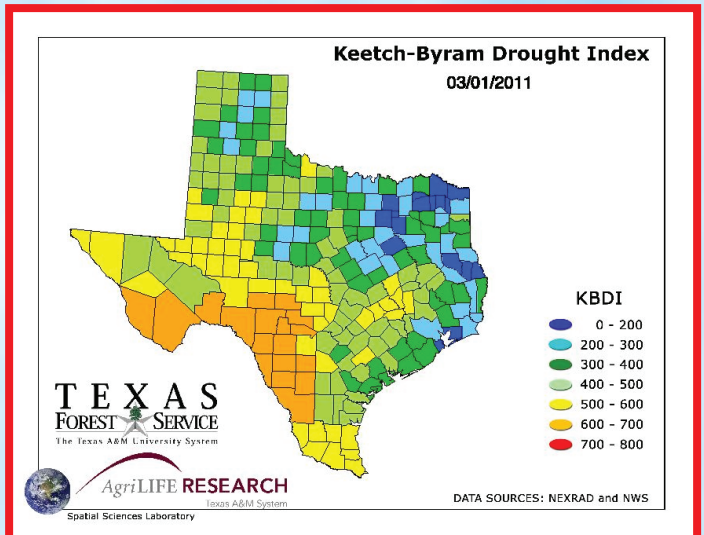 Keetch-Byram Drought Index
03/01/2011
KBDI
0 - 200
200 - 300
300 - 400
400 - 500
500 - 600
600 - 700
700 - 800
TEXAS
FOREST SERVICE
The Texas A&M University System
AgriLIFE RESEARCH
Texas A&M System
Spatial Sciences Laboratory
DATA SOURCES: NEXRAD and NWS